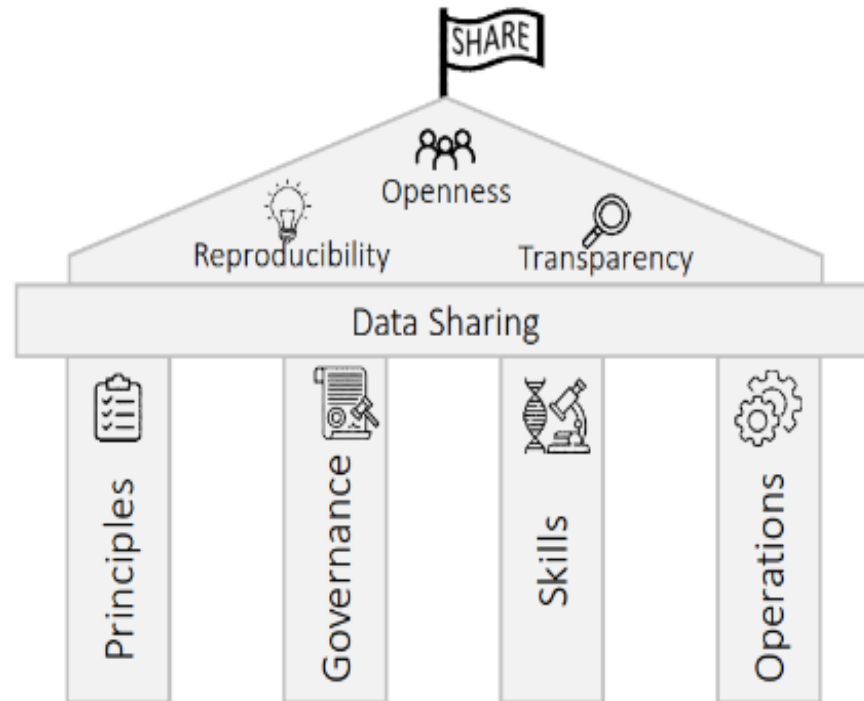 SHARE
Openness
Reproducibility
Transparency
Data Sharing
Principles
Governance
Skills
Operations